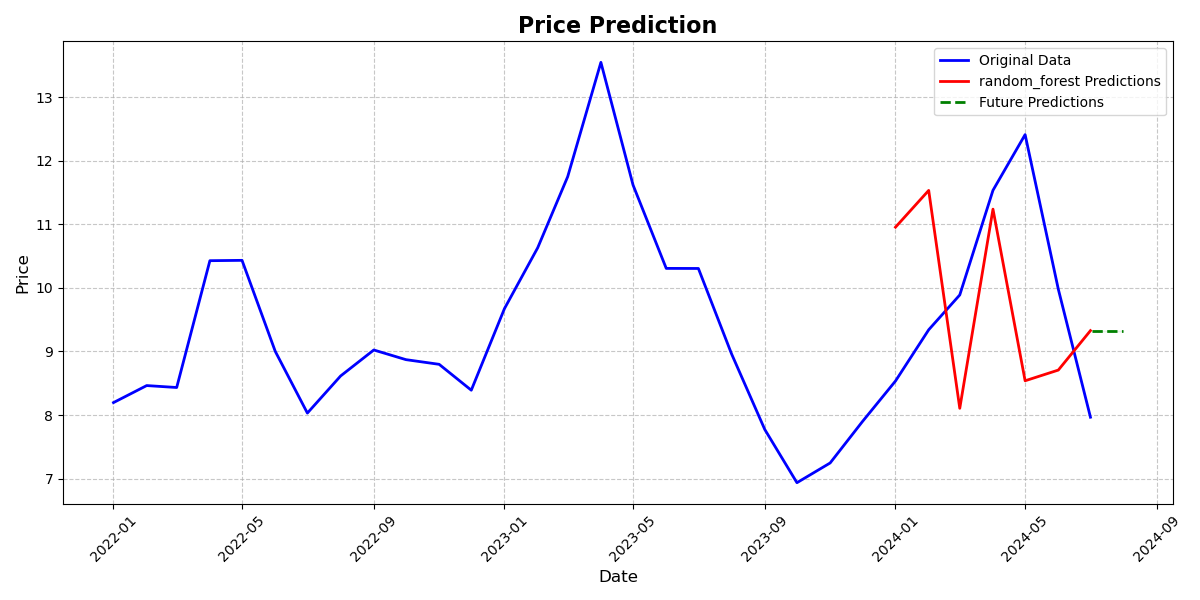 Price Prediction
Original Data
random_forest Predictions
Future Predictions
Price
13
12
11
10
9
8
7
2022-01
2022-05
2022-09
2023-01
2023-05
2023-09
2024-01
2024-05
2024-09
Date